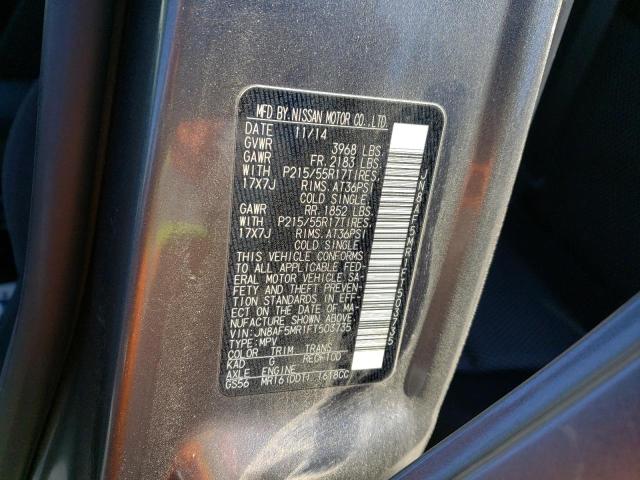 MFD BY. NISSAN MOTOR CO., LTD.
DATE 11/14
GVWR 3968 LBS.
GAWR FR. 2183 LBS.
WITH P215/55R17TIRES,
17X7J RIMS. AT36PSI
COLD SINGLE.
GAWR RR. 1852 LBS.
WITH P215/55R17TIRES,
17X7J RIMS. AT36PSI
COLD SINGLE.
THIS VEHICLE CONFORMS
TO ALL APPLICABLE FED-
ERAL MOTOR VEHICLE SA-
FETY AND THEFT PREVEN-
TION STANDARDS IN EFF-
ECT ON THE DATE OF MA-
NUFACTURE SHOWN ABOVE.
VIN:JN8AF5MR1FT503735
TYPE:MPV
COLOR TRIM TRANS
KAD G
AXLE ENGINE
GS56 MR16DDT 1618CC
JN8AF5MR1FT503735